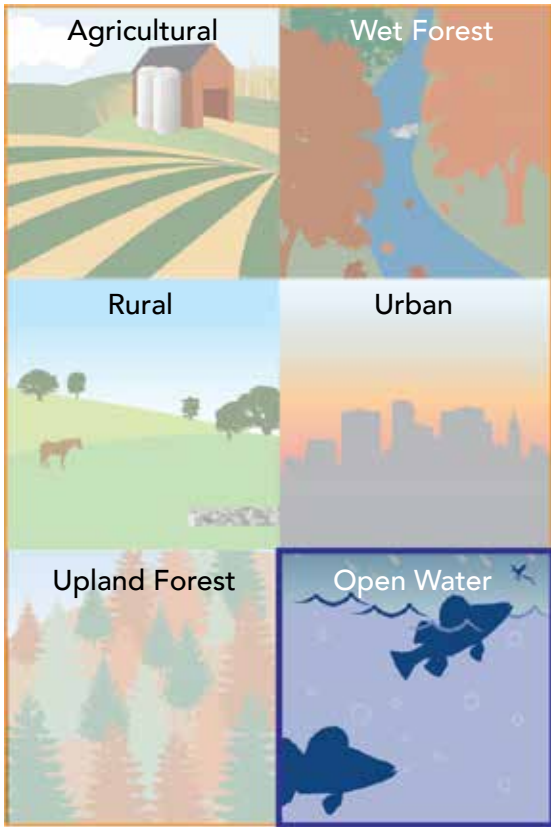 Agricultural
Wet Forest
Rural
Urban
Upland Forest
Open Water